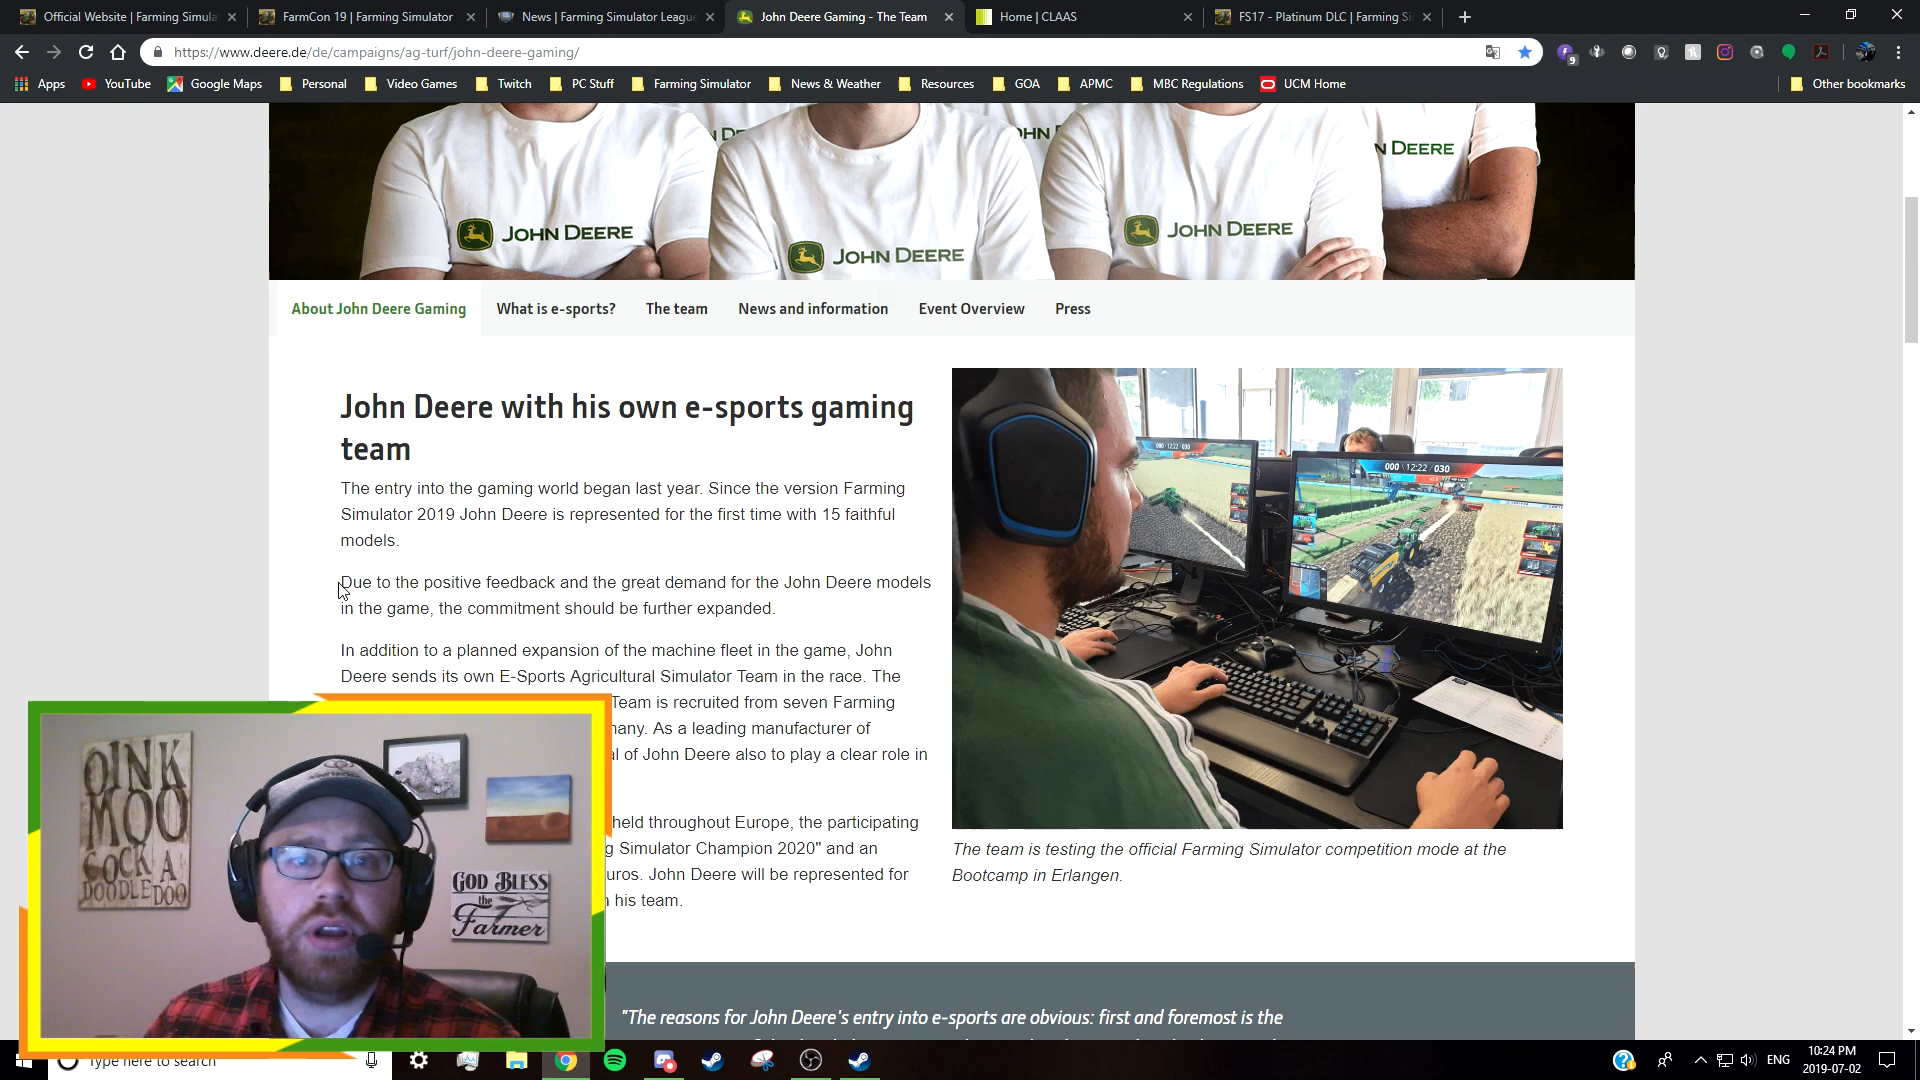 Official Website | Farming Simula
FarmCon 19 | Farming Simulator
News | Farming Simulator Leagu
John Deere Gaming - The Team
Home | CLAAS
FS17 - Platinum DLC | Farming Si
https://www.deere.de/de/campaigns/ag-turf/john-deere-gaming/
9
Apps
YouTube
Google Maps
Personal
Video Games
Twitch
PC Stuff
Farming Simulator
News & Weather
Resources
GOA
APMC
MBC Regulations
UCM Home
Other bookmarks
N DEERE
JOHN DEERE
JOHN DEERE
JOHN DEERE
About John Deere Gaming
What is e-sports?
The team
News and information
Event Overview
Press
John Deere with his own e-sports gaming
team
The entry into the gaming world began last year. Since the version Farming
Simulator 2019 John Deere is represented for the first time with 15 faithful
models.
Due to the positive feedback and the great demand for the John Deere models
in the game, the commitment should be further expanded.
In addition to a planned expansion of the machine fleet in the game, John
Deere sends its own E-Sports Agricultural Simulator Team in the race. The
Team is recruited from seven Farming
many. As a leading manufacturer of
al of John Deere also to play a clear role in
held throughout Europe, the participating
g Simulator Champion 2020" and an
uros. John Deere will be represented for
his team.
000 12:22 030
000 12:22 030
The team is testing the official Farming Simulator competition mode at the
Bootcamp in Erlangen.
"The reasons for John Deere's entry into e-sports are obvious: first and foremost is the
OINK
MOO
COCK A
DOODLE DOO
GOD BLESS
the
Farmer
Type here to search
ENG
10:24 PM
2019-07-02